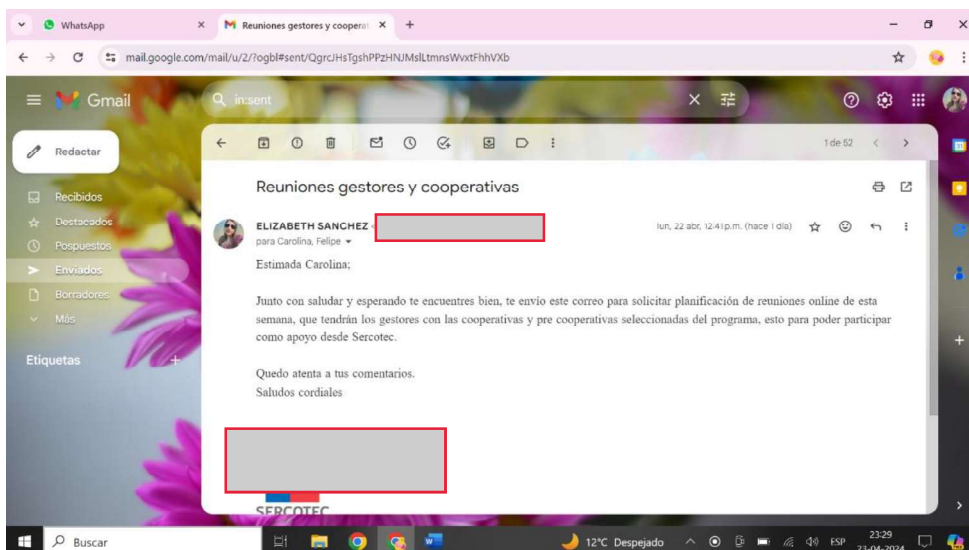 WhatsApp
Reuniones gestores y cooperat
mail.google.com/mail/u/2/?ogbl#sent/QgrcJHsTgshPPzHNJMslLtmnsWvxtFhhVXb
Gmail
in:sent
Redactar
1 de 52
Recibidos
Destacados
Pospuestos
Enviados
Borradores
Más
Etiquetas
Reuniones gestores y cooperativas
ELIZABETH SANCHEZ
lun, 22 abr, 12:41p.m. (hace 1 día)
para Carolina, Felipe
Estimada Carolina;
Junto con saludar y esperando te encuentres bien, te envio este correo para solicitar planificación de reuniones online de esta
semana, que tendrán los gestores con las cooperativas y pre cooperativas seleccionadas del programa, esto para poder participar
como apoyo desde Sercotec.
Quedo atenta a tus comentarios.
Saludos cordiales
SERCOTEC
Buscar
12°C Despejado
ESP
23:29
23-04-2024